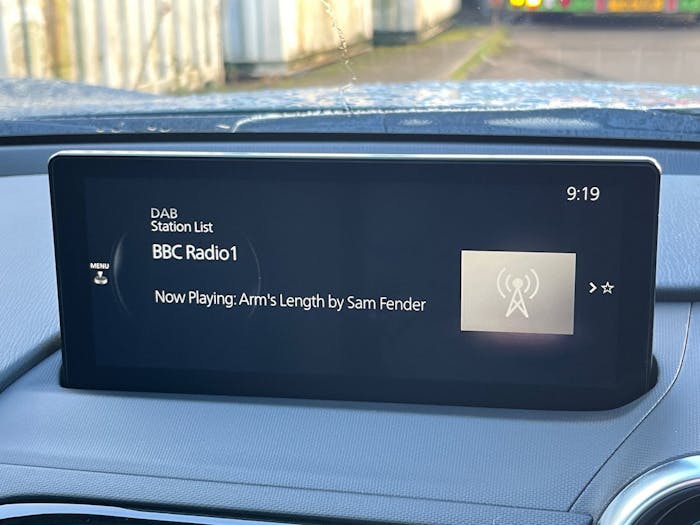 9:19
DAB
Station List
BBC Radio1
MENU
Now Playing: Arm's Length by Sam Fender